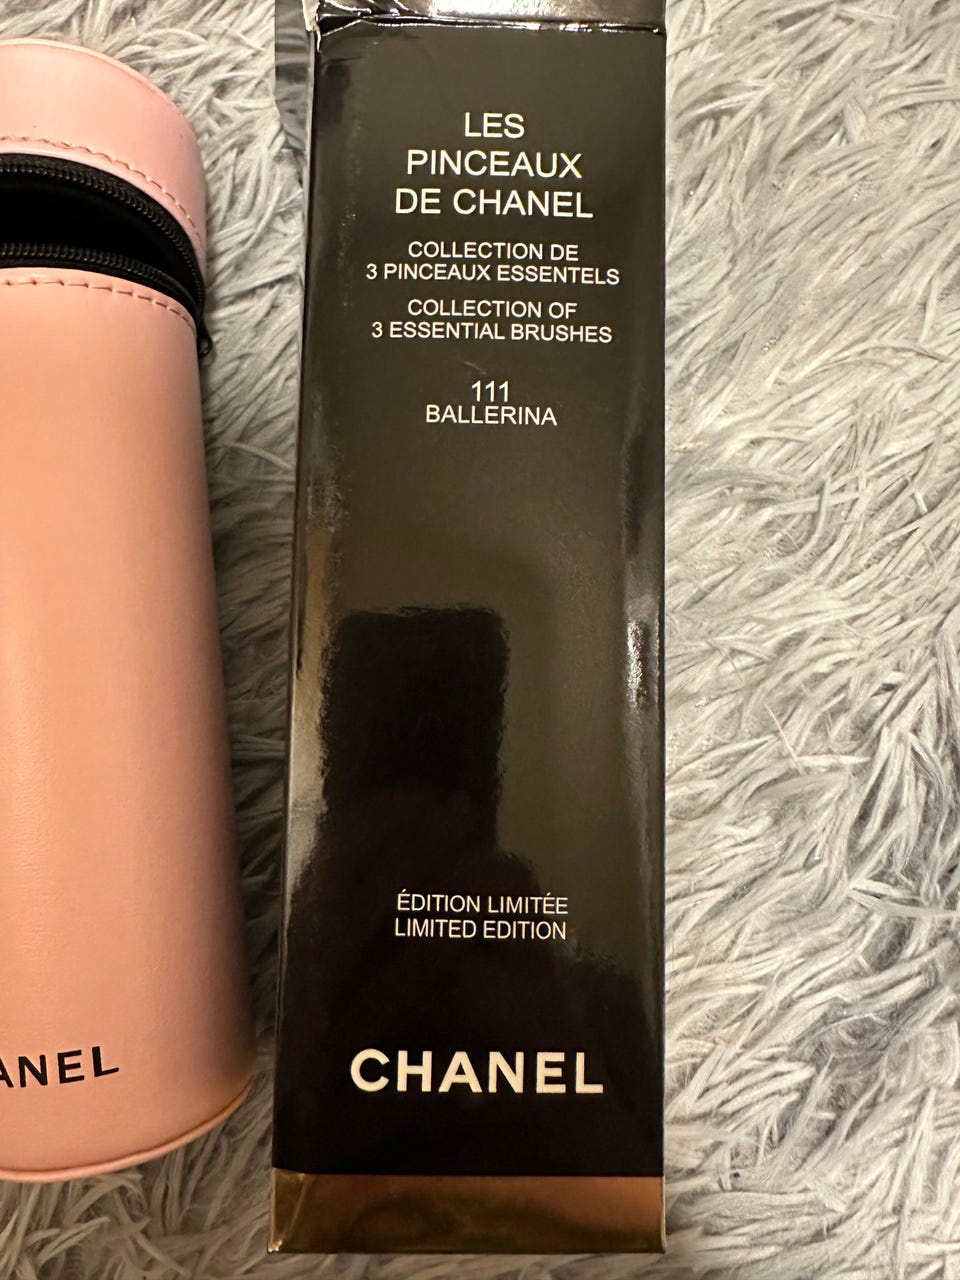 LES
PINCEAUX
DE CHANEL
COLLECTION DE
3 PINCEAUX ESSENTELS
COLLECTION OF
3 ESSENTIAL BRUSHES
111
BALLERINA
ÉDITION LIMITÉE
LIMITED EDITION
CHANEL
ANEL